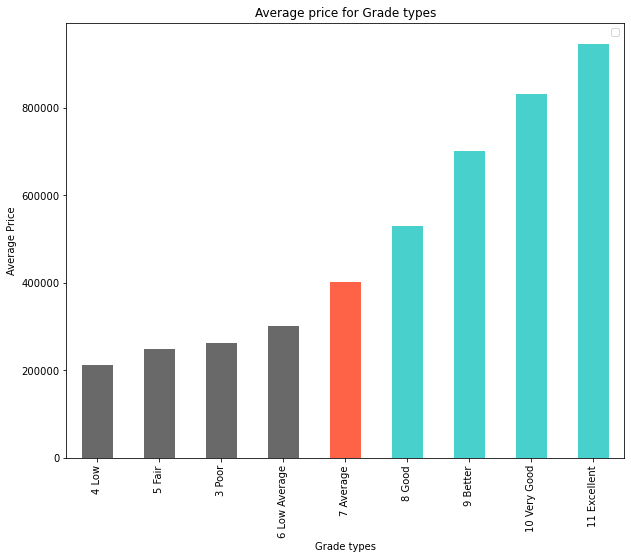 Average price for Grade types
Average Price
800000
600000
400000
200000
0
4 Low
5 Fair
3 Poor
6 Low Average
7 Average
8 Good
9 Better
10 Very Good
11 Excellent
Grade types